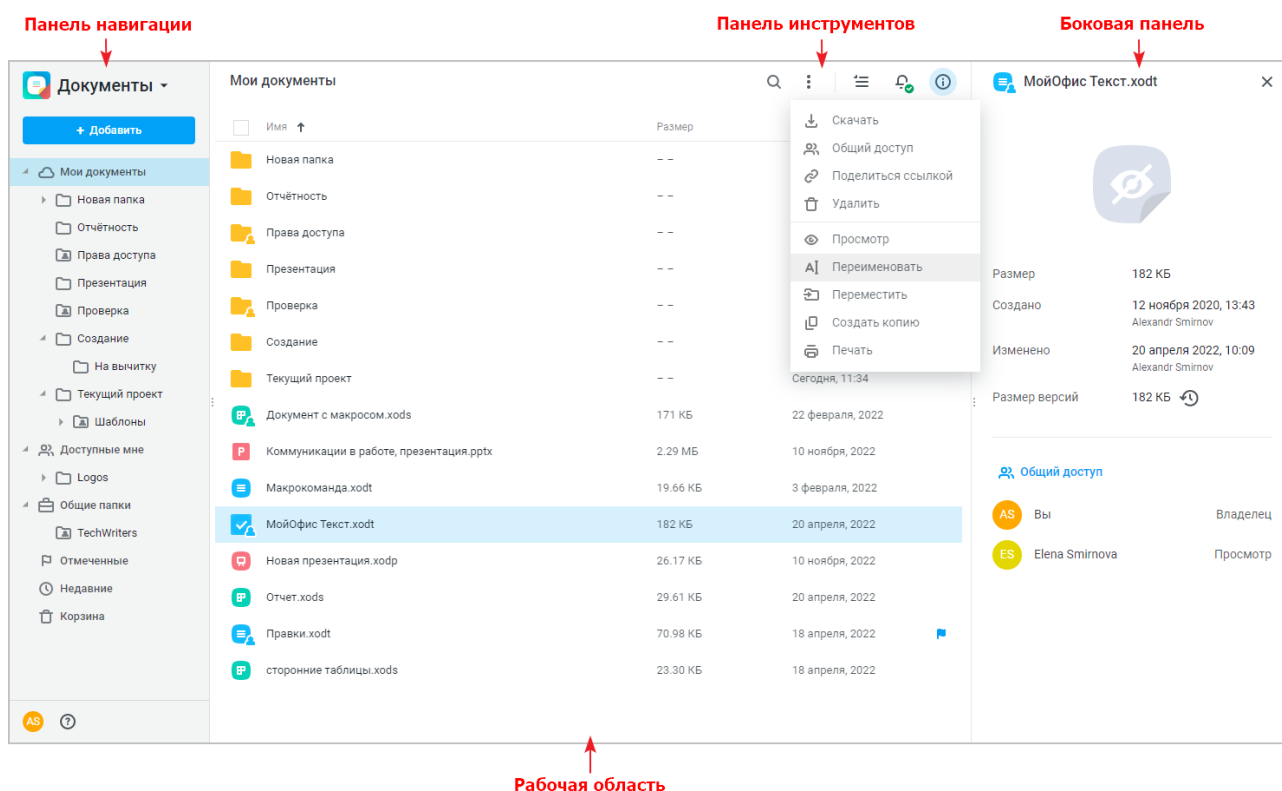 Панель навигации
Панель инструментов
Боковая панель
Документы
+ Добавить
Мои документы
Новая папка
Отчётность
Права доступа
Презентация
Проверка
Создание
На вычитку
Текущий проект
Шаблоны
Доступные мне
Logos
Общие папки
TechWriters
Отмеченные
Недавние
Корзина
AS
Мои документы
Имя Размер
Новая папка – –
Отчётность – –
Права доступа – –
Презентация – –
Проверка – –
Создание – –
Текущий проект – – Сегодня, 11:34
Документ с макросом.xods 171 КБ 22 февраля, 2022
P Коммуникации в работе, презентация.pptx 2.29 МБ 10 ноября, 2022
Макрокоманда.xodt 19.66 КБ 3 февраля, 2022
МойОфис Текст.xodt 182 КБ 20 апреля, 2022
Новая презентация.xodp 26.17 КБ 10 ноября, 2022
Отчет.xods 29.61 КБ 20 апреля, 2022
Правки.xodt 70.98 КБ 18 апреля, 2022
сторонние таблицы.xods 23.30 КБ 18 апреля, 2022
Скачать
Общий доступ
Поделиться ссылкой
Удалить
Просмотр
Переименовать
Переместить
Создать копию
Печать
МойОфис Текст.xodt
Размер 182 КБ
Создано 12 ноября 2020, 13:43
Alexandr Smirnov
Изменено 20 апреля 2022, 10:09
Alexandr Smirnov
Размер версий 182 КБ
Общий доступ
AS Вы Владелец
ES Elena Smirnova Просмотр
Рабочая область